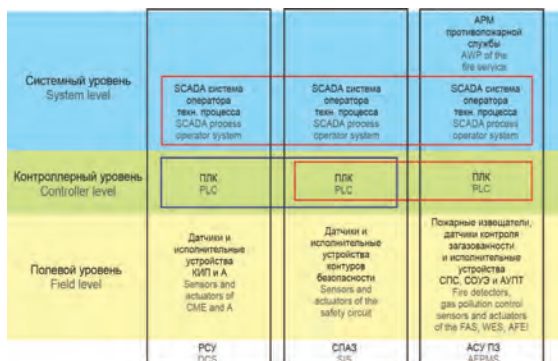 Системный уровень
System level
SCADA система
оператора
техн. процесса
SCADA process
operator system
SCADA система
оператора
техн. процесса
SCADA process
operator system
АРМ
противопожарной
службы
AWP of the
fire service
SCADA система
оператора
техн. процесса
SCADA process
operator system
Контроллерный уровень
Controller level
ПЛК
PLC
ПЛК
PLC
ПЛК
PLC
Полевой уровень
Field level
Датчики и
исполнительные
устройства
КИП и А
Sensors and
actuators of
CME and A
Датчики и
исполнительные
устройства
контуров
безопасности
Sensors and
actuators of the
safety circuit
Пожарные извещатели,
датчики контроля
загазованности
и исполнительные
устройства
СПС, СОУЭ и АУПТ
Fire detectors,
gas pollution control
sensors and actuators
of the FAS, WES, AFEI
РСУ
DCS
СПАЗ
SIS
АСУ ПЗ
AFPMS